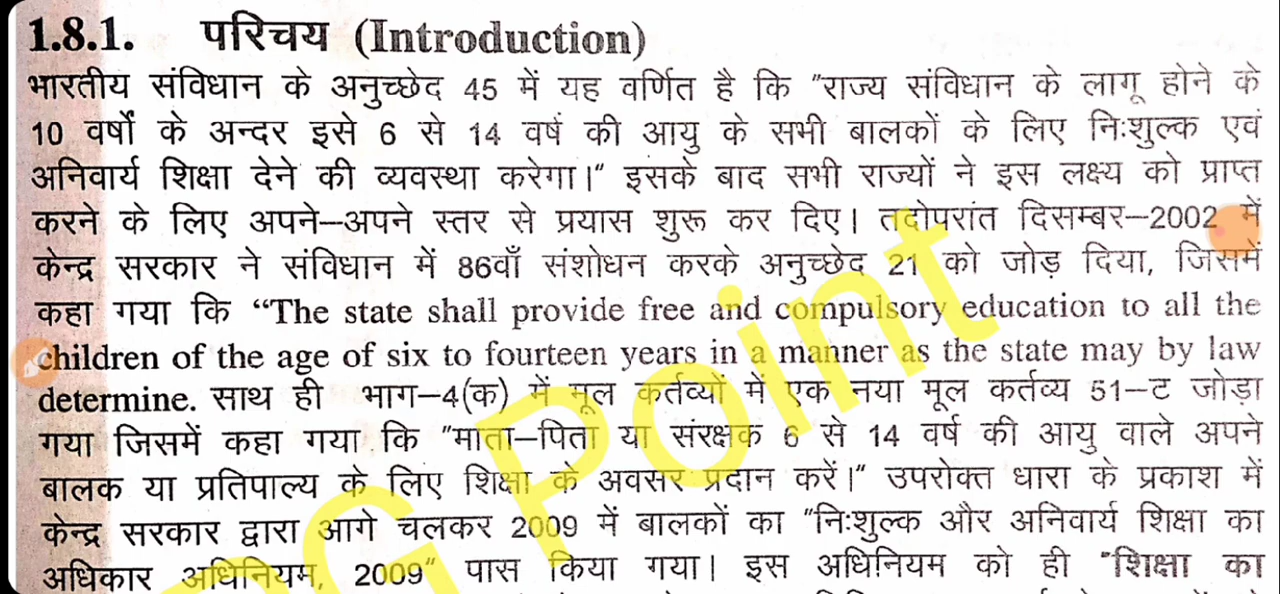 1.8.1. परिचय (Introduction)
भारतीय संविधान के अनुच्छेद 45 में यह वर्णित है कि "राज्य संविधान के लागू होने के
10 वर्षों के अन्दर इसे 6 से 14 वर्ष की आयु के सभी बालकों के लिए निःशुल्क एवं
अनिवार्य शिक्षा देने की व्यवस्था करेगा।" इसके बाद सभी राज्यों ने इस लक्ष्य को प्राप्त
करने के लिए अपने–अपने स्तर से प्रयास शुरू कर दिए। तदोपरांत दिसम्बर–2002 में
केन्द्र सरकार ने संविधान में 86वाँ संशोधन करके अनुच्छेद 21 को जोड़ दिया, जिसमें
कहा गया कि “The state shall provide free and compulsory education to all the
children of the age of six to fourteen years in a manner as the state may by law
determine. साथ ही भाग–4(क) में मूल कर्तव्यों में एक नया मूल कर्तव्य 51–ट जोड़ा
गया जिसमें कहा गया कि "माता–पिता या संरक्षक 6 से 14 वर्ष की आयु वाले अपने
बालक या प्रतिपाल्य के लिए शिक्षा के अवसर प्रदान करें।" उपरोक्त धारा के प्रकाश में
केन्द्र सरकार द्वारा आगे चलकर 2009 में बालकों का "निःशुल्क और अनिवार्य शिक्षा का
अधिकार अधिनियम, 2009" पास किया गया। इस अधिनियम को ही "शिक्षा का
G Point